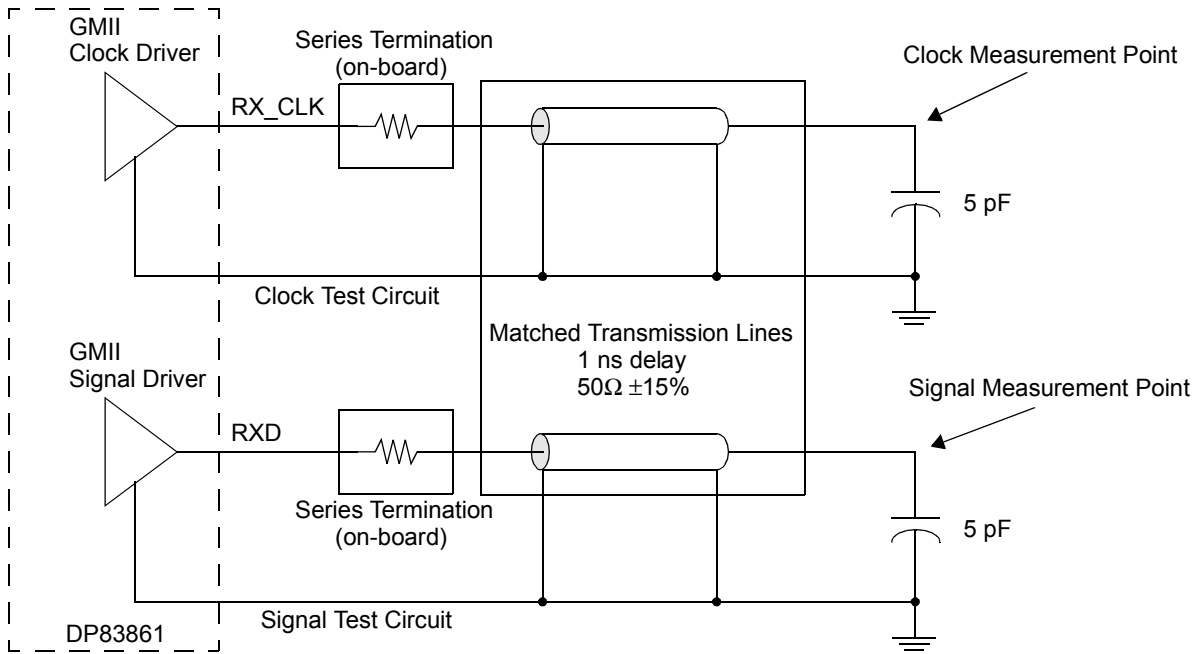 GMII
Clock Driver
Series Termination
(on-board)
Clock Measurement Point
RX_CLK
5 pF
Clock Test Circuit
Matched Transmission Lines
1 ns delay
50Ω ±15%
GMII
Signal Driver
Signal Measurement Point
RXD
Series Termination
(on-board)
5 pF
Signal Test Circuit
DP83861